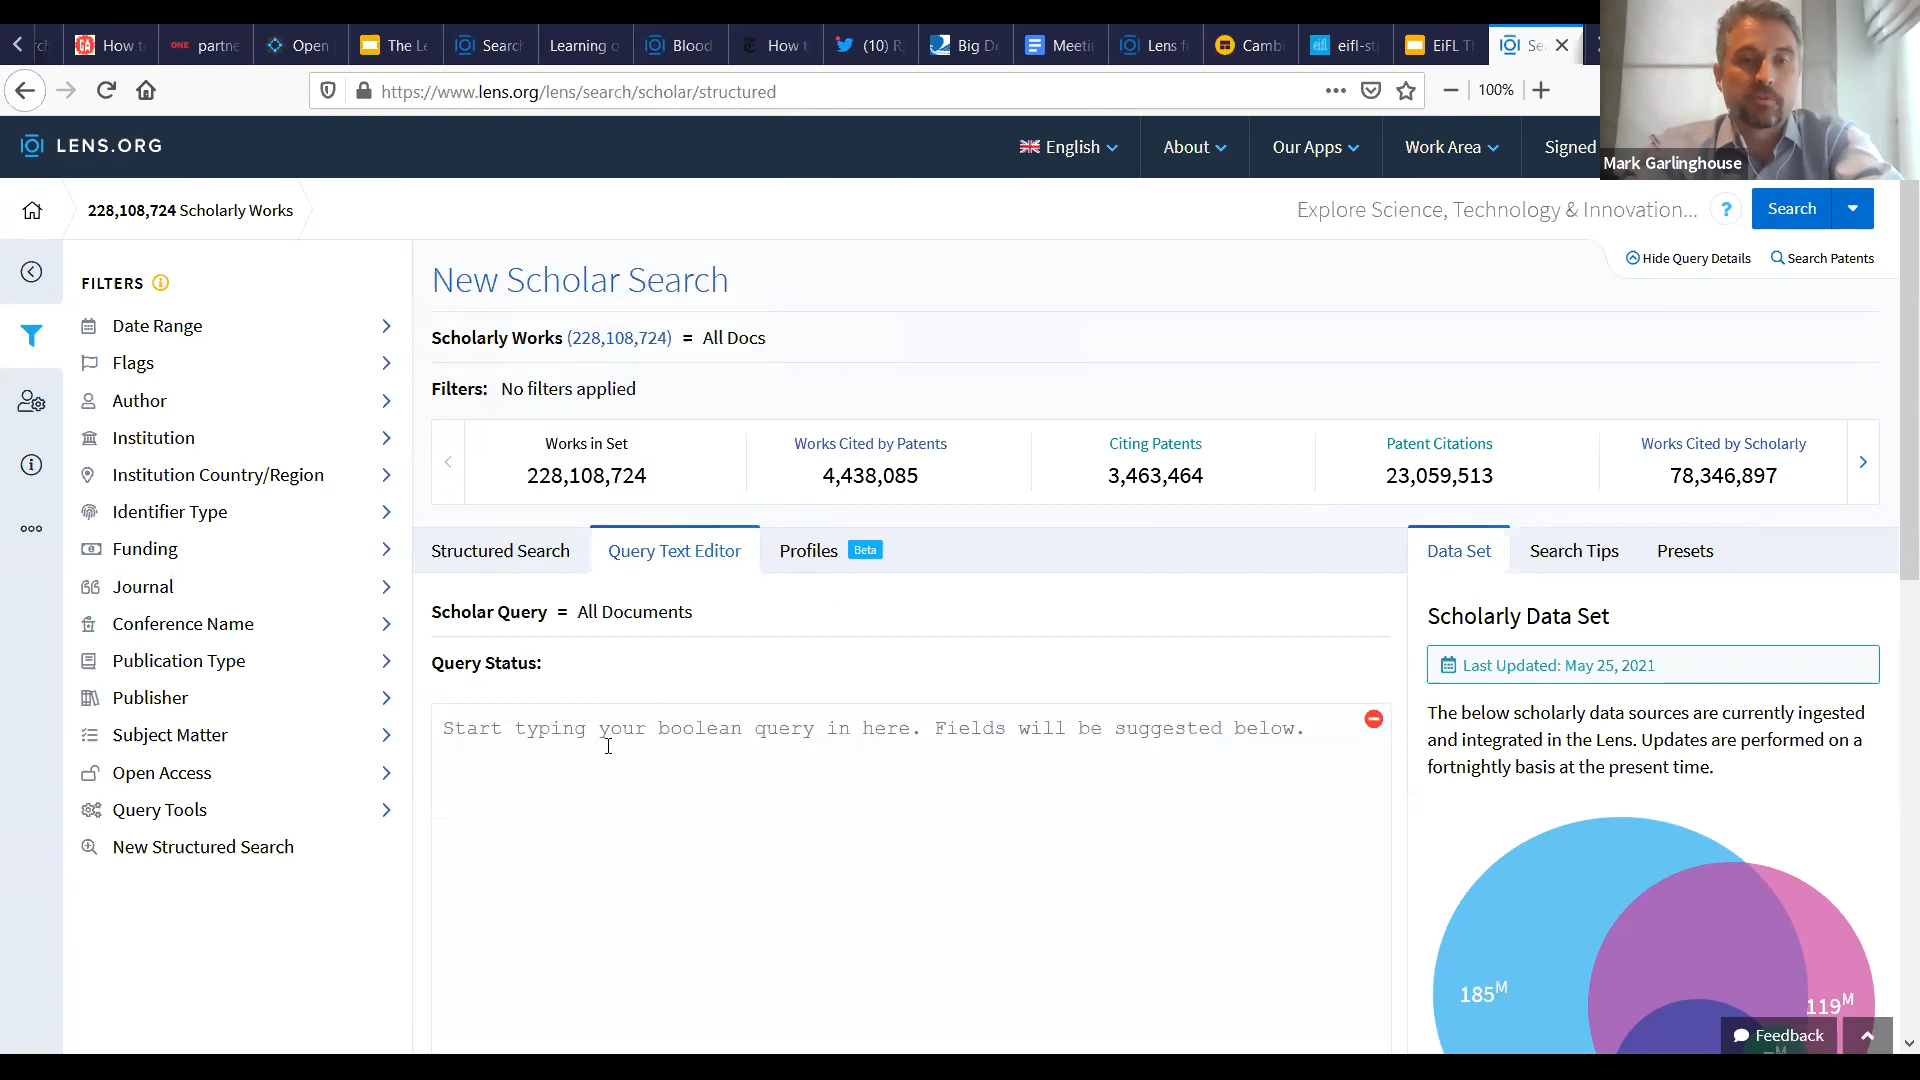 How t
ONE partne
Open
The Le
Searc
Learning o
Blood
How t
(10) R
Big D
Meeti
Lens f
Cambi
eifl-st
EiFL T
Se
https://www.lens.org/lens/search/scholar/structured
100%
Mark Garlinghouse
LENS.ORG
English
About
Our Apps
Work Area
Signed
228,108,724 Scholarly Works
Explore Science, Technology & Innovation...
?
Search
Hide Query Details
Search Patents
FILTERS
Date Range
Flags
Author
Institution
Institution Country/Region
Identifier Type
Funding
Journal
Conference Name
Publication Type
Publisher
Subject Matter
Open Access
Query Tools
New Structured Search
New Scholar Search
Scholarly Works (228,108,724) = All Docs
Filters: No filters applied
Works in Set
228,108,724
Works Cited by Patents
4,438,085
Citing Patents
3,463,464
Patent Citations
23,059,513
Works Cited by Scholarly
78,346,897
Structured Search
Query Text Editor
Profiles Beta
Scholar Query = All Documents
Query Status:
Start typing your boolean query in here. Fields will be suggested below.
Data Set
Search Tips
Presets
Scholarly Data Set
Last Updated: May 25, 2021
The below scholarly data sources are currently ingested
and integrated in the Lens. Updates are performed on a
fortnightly basis at the present time.
185M
119M
Feedback